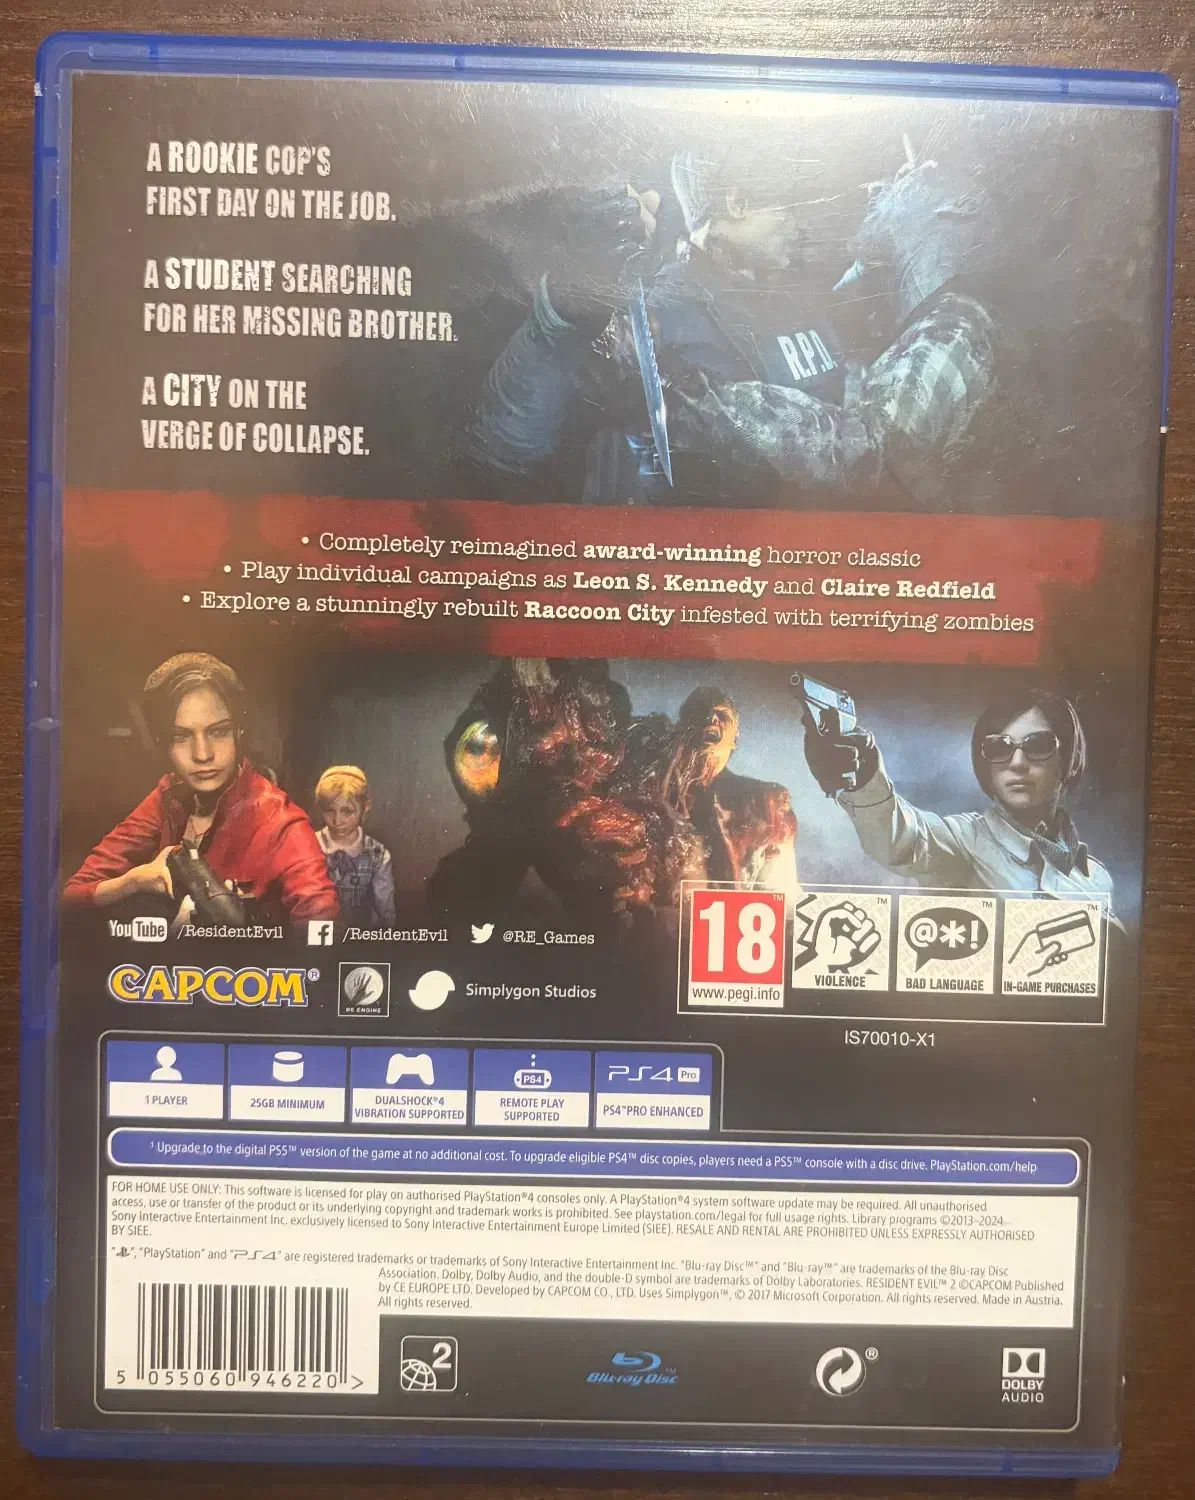 A ROOKIE COP'S
FIRST DAY ON THE JOB.
A STUDENT SEARCHING
FOR HER MISSING BROTHER.
A CITY ON THE
VERGE OF COLLAPSE.
R.P.D.
• Completely reimagined award-winning horror classic
• Play individual campaigns as Leon S. Kennedy and Claire Redfield
• Explore a stunningly rebuilt Raccoon City infested with terrifying zombies
YouTube /ResidentEvil /ResidentEvil @RE_Games
CAPCOM® RE ENGINE Simplygon Studios
18 ™
www.pegi.info
™ VIOLENCE
@*! ™ BAD LANGUAGE
™ IN-GAME PURCHASES
IS70010-X1
1 PLAYER
25GB MINIMUM
DUALSHOCK®4
VIBRATION SUPPORTED
PS4
REMOTE PLAY
SUPPORTED
PS4 Pro
PS4™PRO ENHANCED
¹ Upgrade to the digital PS5™ version of the game at no additional cost. To upgrade eligible PS4™ disc copies, players need a PS5™ console with a disc drive. PlayStation.com/help
FOR HOME USE ONLY: This software is licensed for play on authorised PlayStation®4 consoles only. A PlayStation®4 system software update may be required. All unauthorised
access, use or transfer of the product or its underlying copyright and trademark works is prohibited. See playstation.com/legal for full usage rights. Library programs ©2013-2024
Sony Interactive Entertainment Inc. exclusively licensed to Sony Interactive Entertainment Europe Limited (SIEE). RESALE AND RENTAL ARE PROHIBITED UNLESS EXPRESSLY AUTHORISED
BY SIEE.
" ", "PlayStation" and "PS4" are registered trademarks or trademarks of Sony Interactive Entertainment Inc. "Blu-ray Disc™" and "Blu-ray™" are trademarks of the Blu-ray Disc
Association. Dolby, Dolby Audio, and the double-D symbol are trademarks of Dolby Laboratories. RESIDENT EVIL™ 2 ©CAPCOM Published
by CE EUROPE LTD. Developed by CAPCOM CO., LTD. Uses Simplygon™, © 2017 Microsoft Corporation. All rights reserved. Made in Austria.
All rights reserved.
5 055060 946220 >
2
Blu-ray Disc™
®
DOLBY
AUDIO